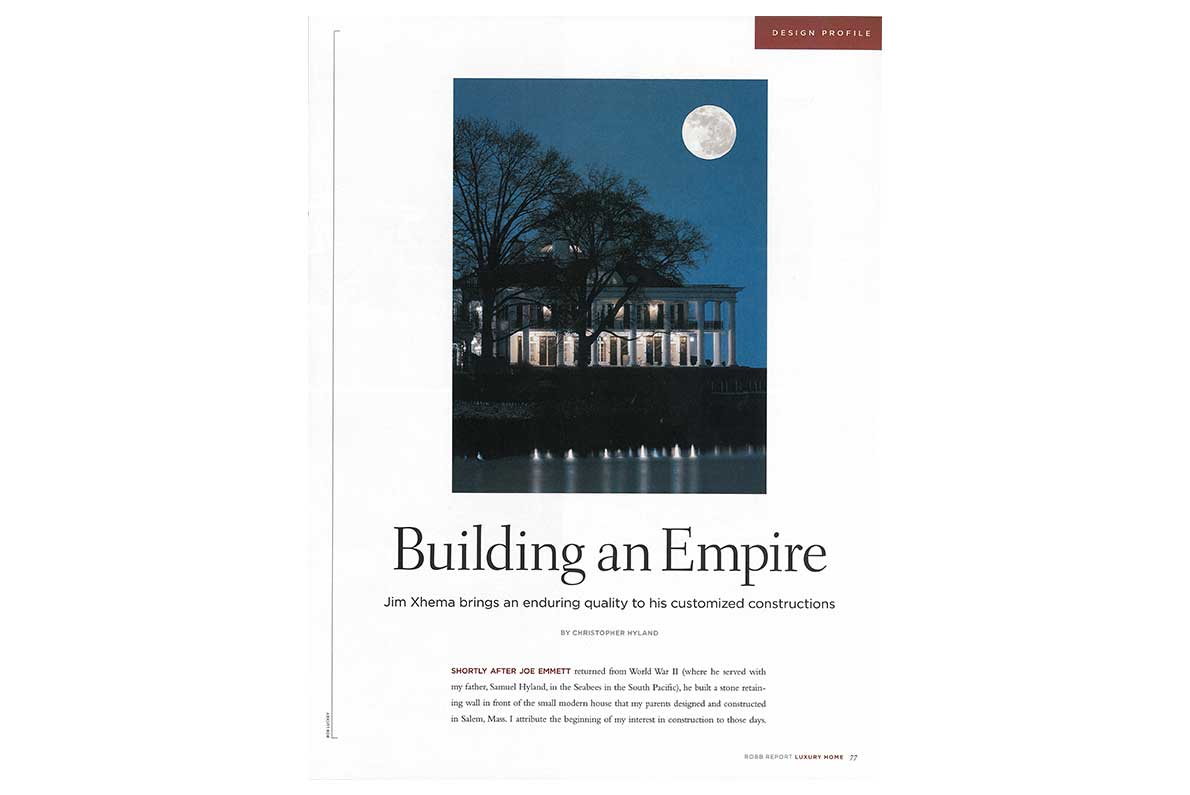 DESIGN PROFILE
Building an Empire
Jim Xhema brings an enduring quality to his customized constructions
BY CHRISTOPHER HYLAND
SHORTLY AFTER JOE EMMETT returned from World War II (where he served with
my father, Samuel Hyland, in the Seabees in the South Pacific), he built a stone retain-
ing wall in front of the small modern house that my parents designed and constructed
in Salem, Mass. I attribute the beginning of my interest in construction to those days.
BOB LUCKEY
ROBB REPORT LUXURY HOME 77